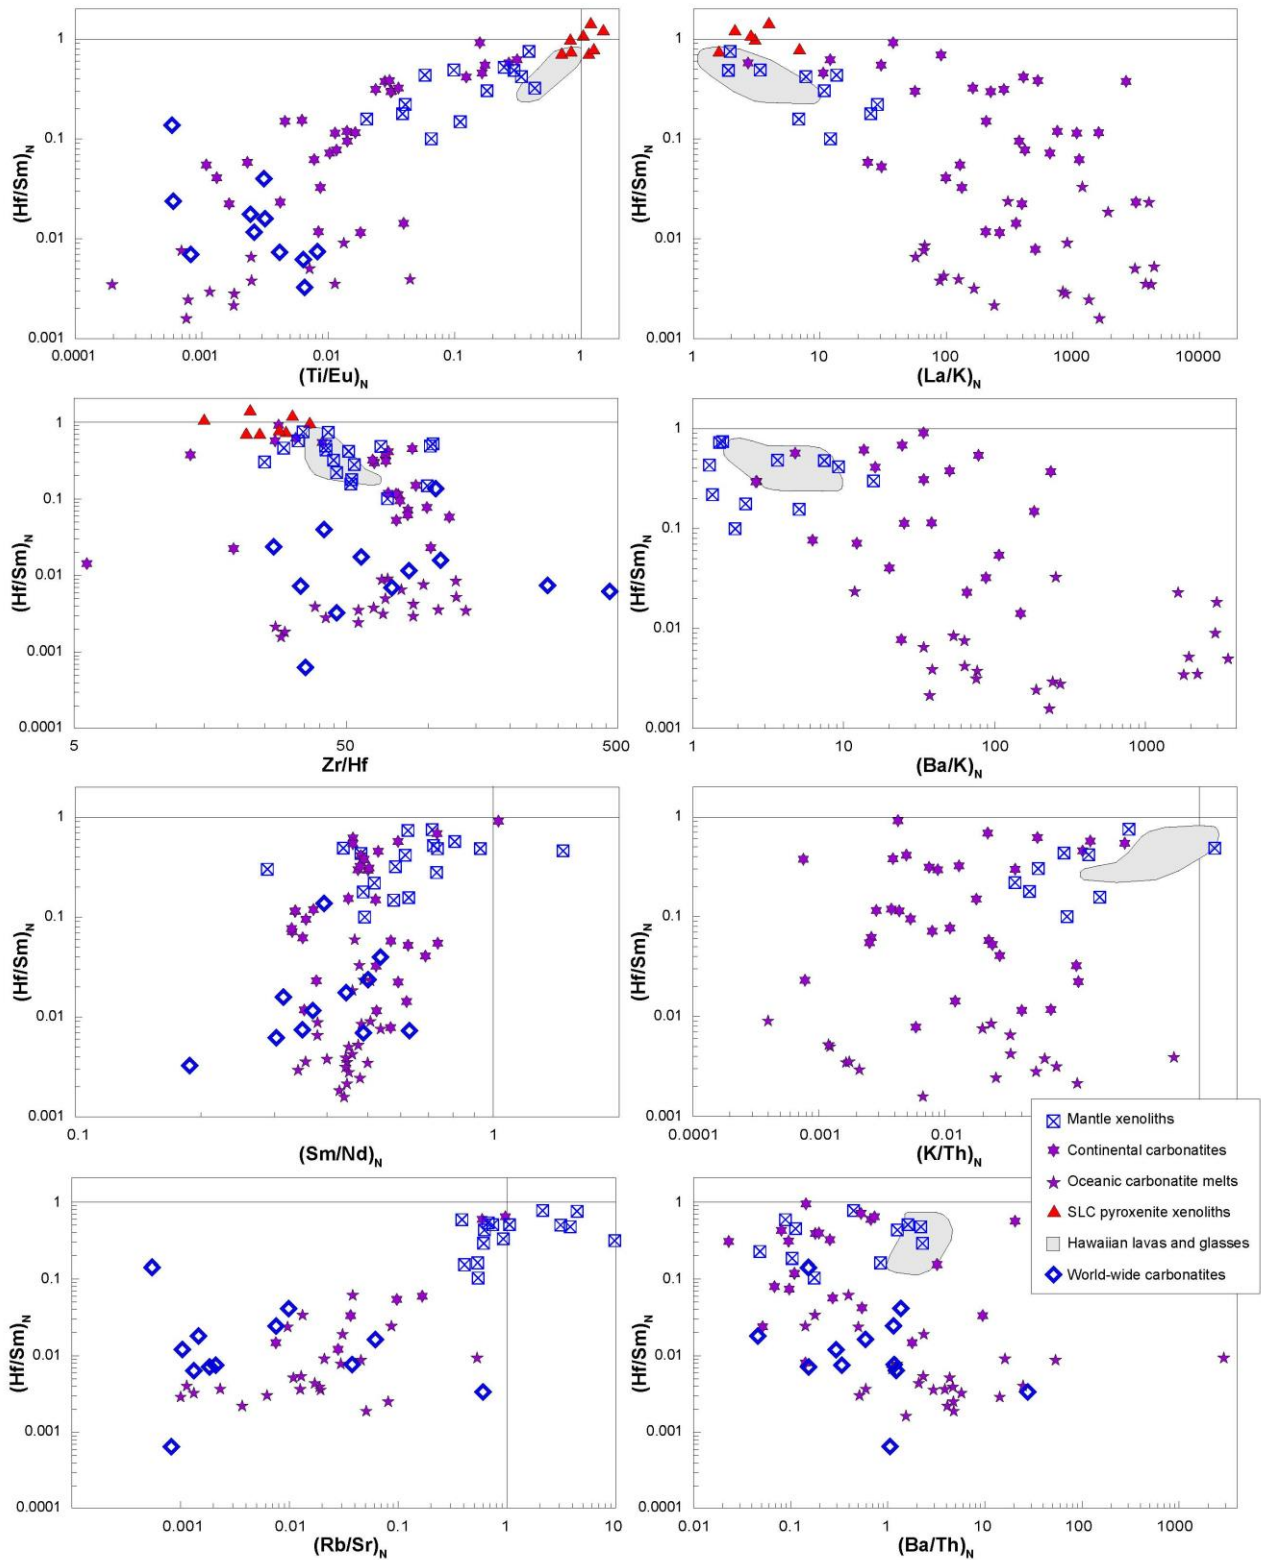 1
0.1
0.01
0.001
(Hf/Sm)N
0.0001 0.001 0.01 0.1 1
(Ti/Eu)N
1
0.1
0.01
0.001
(Hf/Sm)N
1 10 100 1000 10000
(La/K)N
1
0.1
0.01
0.001
0.0001
(Hf/Sm)N
5 50 500
Zr/Hf
1
0.1
0.01
0.001
(Hf/Sm)N
1 10 100 1000
(Ba/K)N
1
0.1
0.01
0.001
(Hf/Sm)N
0.1 1
(Sm/Nd)N
1
0.1
0.01
0.001
(Hf/Sm)N
0.0001 0.001 0.01
(K/Th)N
Mantle xenoliths
Continental carbonatites
Oceanic carbonatite melts
SLC pyroxenite xenoliths
Hawaiian lavas and glasses
World-wide carbonatites
1
0.1
0.01
0.001
0.0001
(Hf/Sm)N
0.001 0.01 0.1 1 10
(Rb/Sr)N
1
0.1
0.01
0.001
0.0001
(Hf/Sm)N
0.01 0.1 1 10 100 1000
(Ba/Th)N